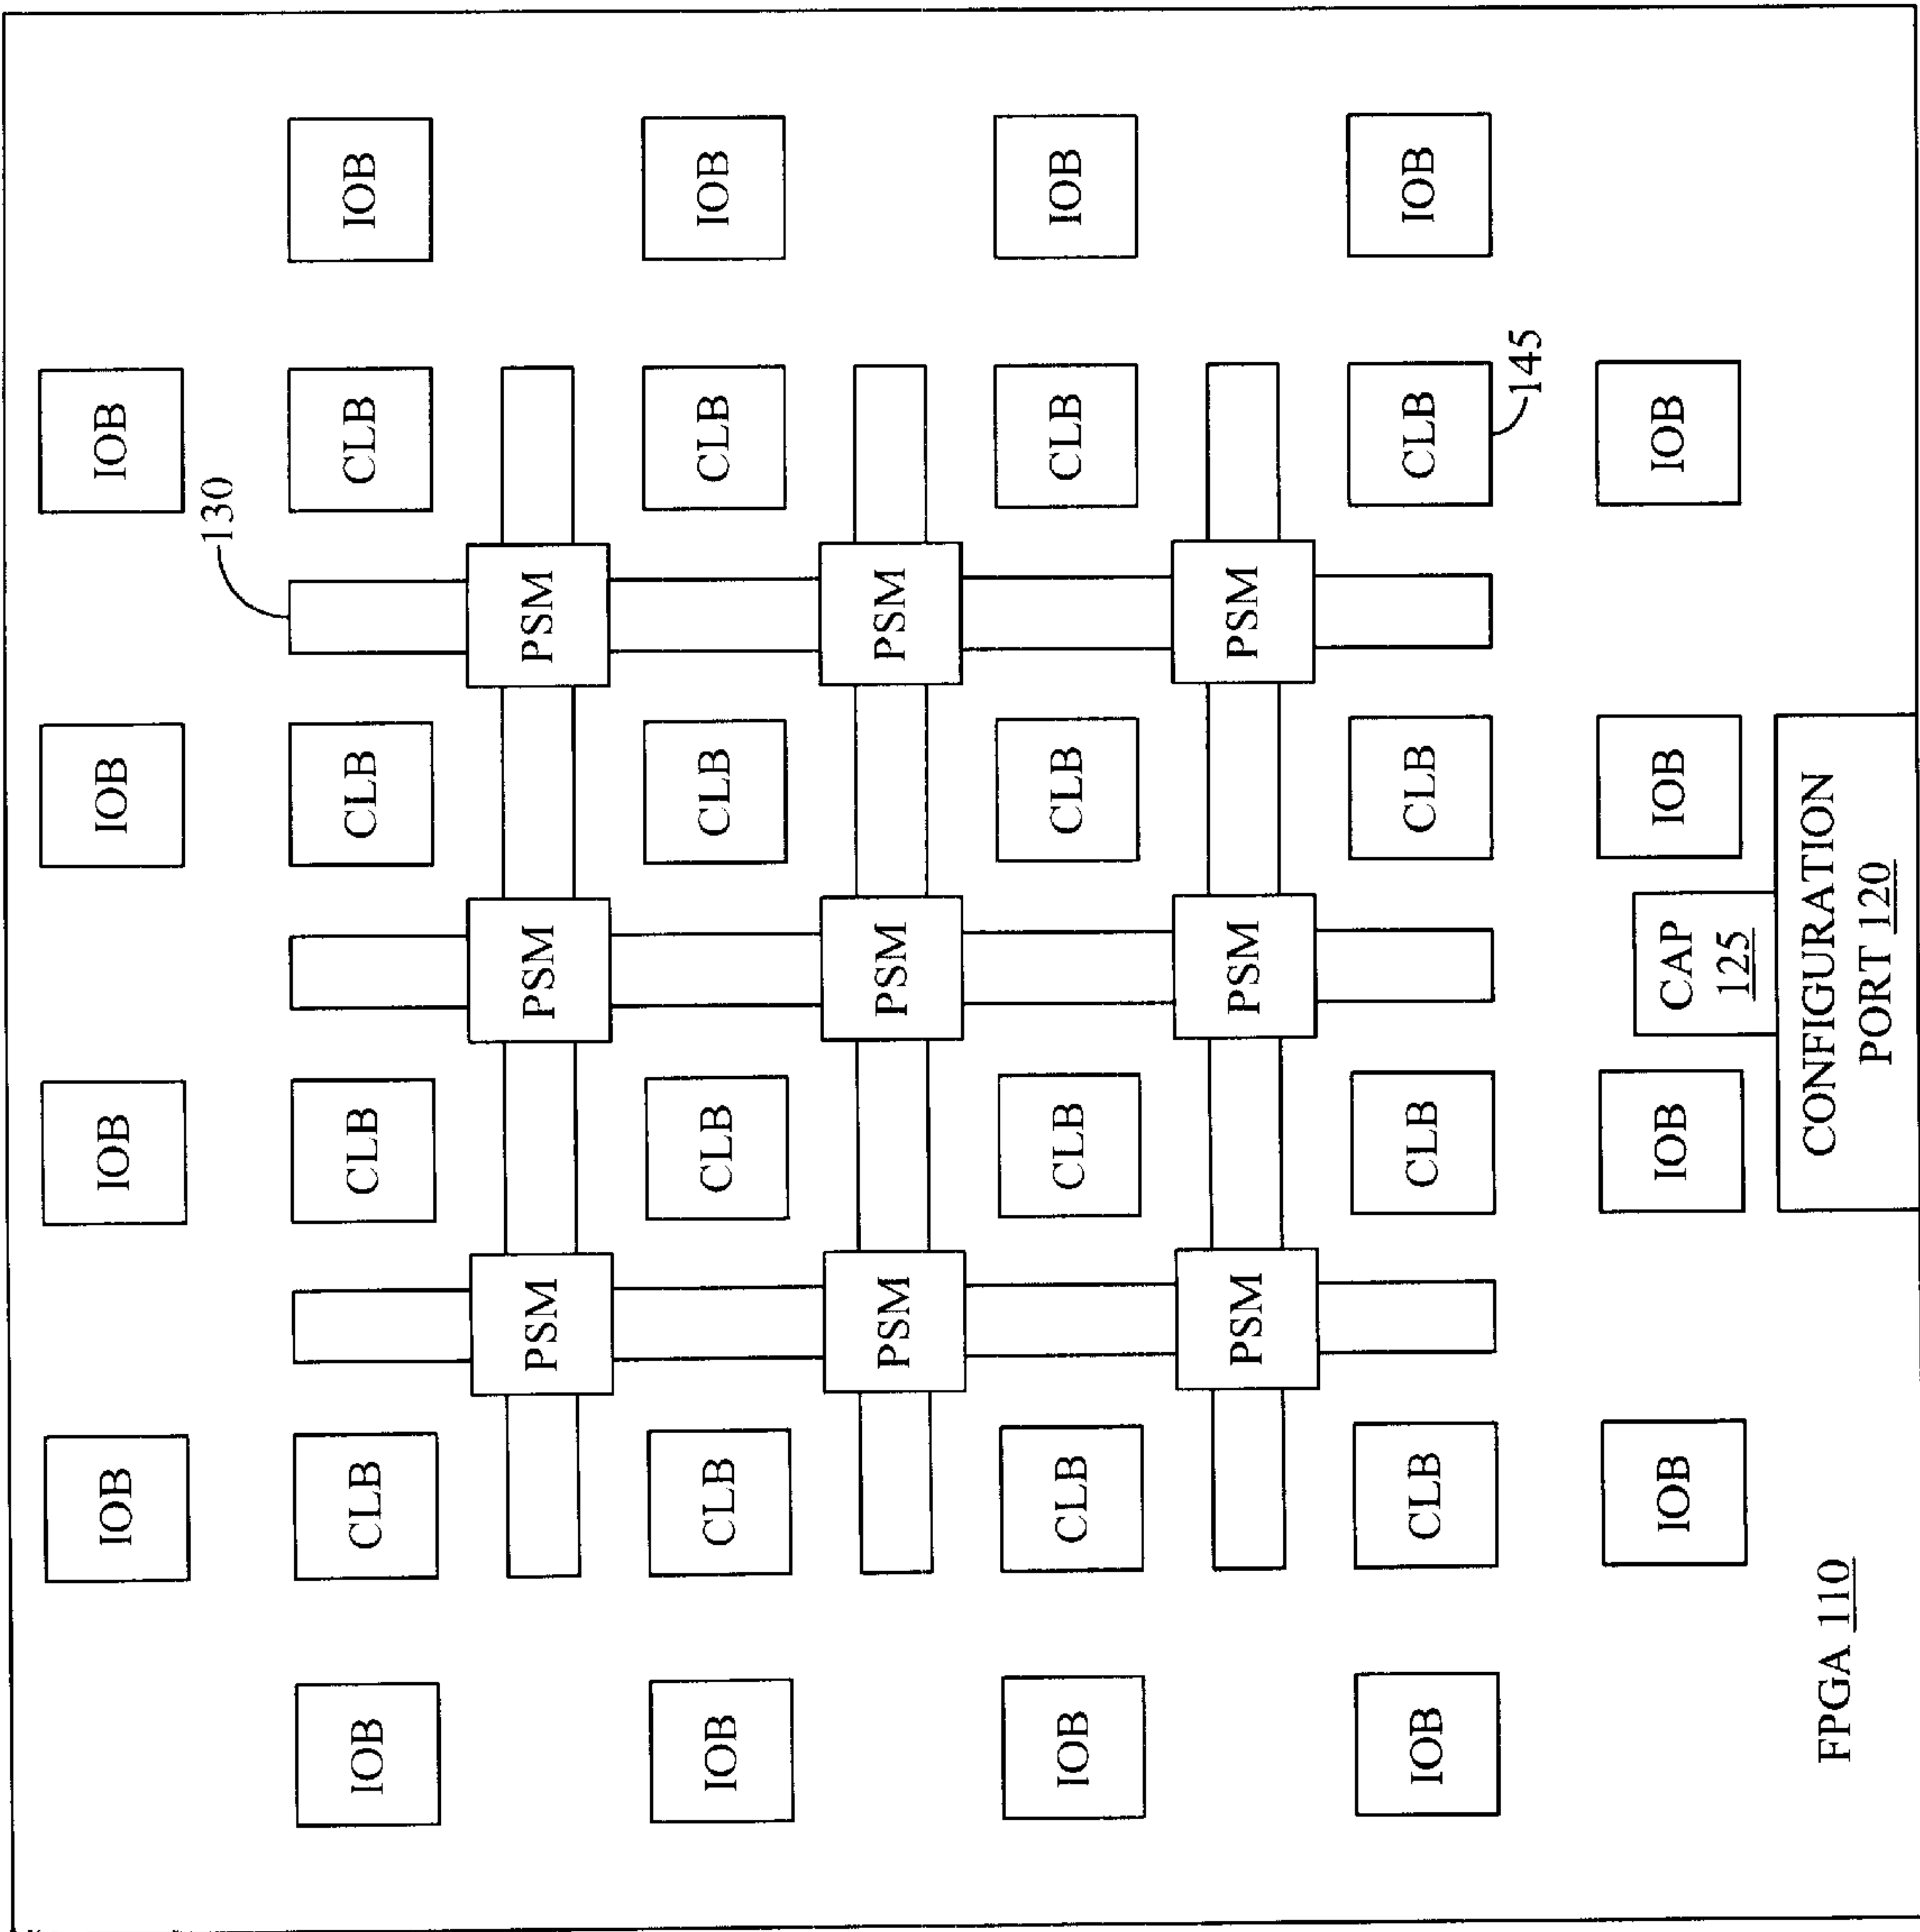 IOB IOB IOB IOB
130
IOB CLB CLB CLB CLB IOB
PSM PSM PSM
IOB CLB CLB CLB CLB IOB
PSM PSM PSM
IOB CLB CLB CLB CLB IOB
PSM PSM PSM
IOB CLB CLB CLB CLB IOB
145
IOB IOB CAP IOB IOB
125
CONFIGURATION
FPGA 110
PORT 120